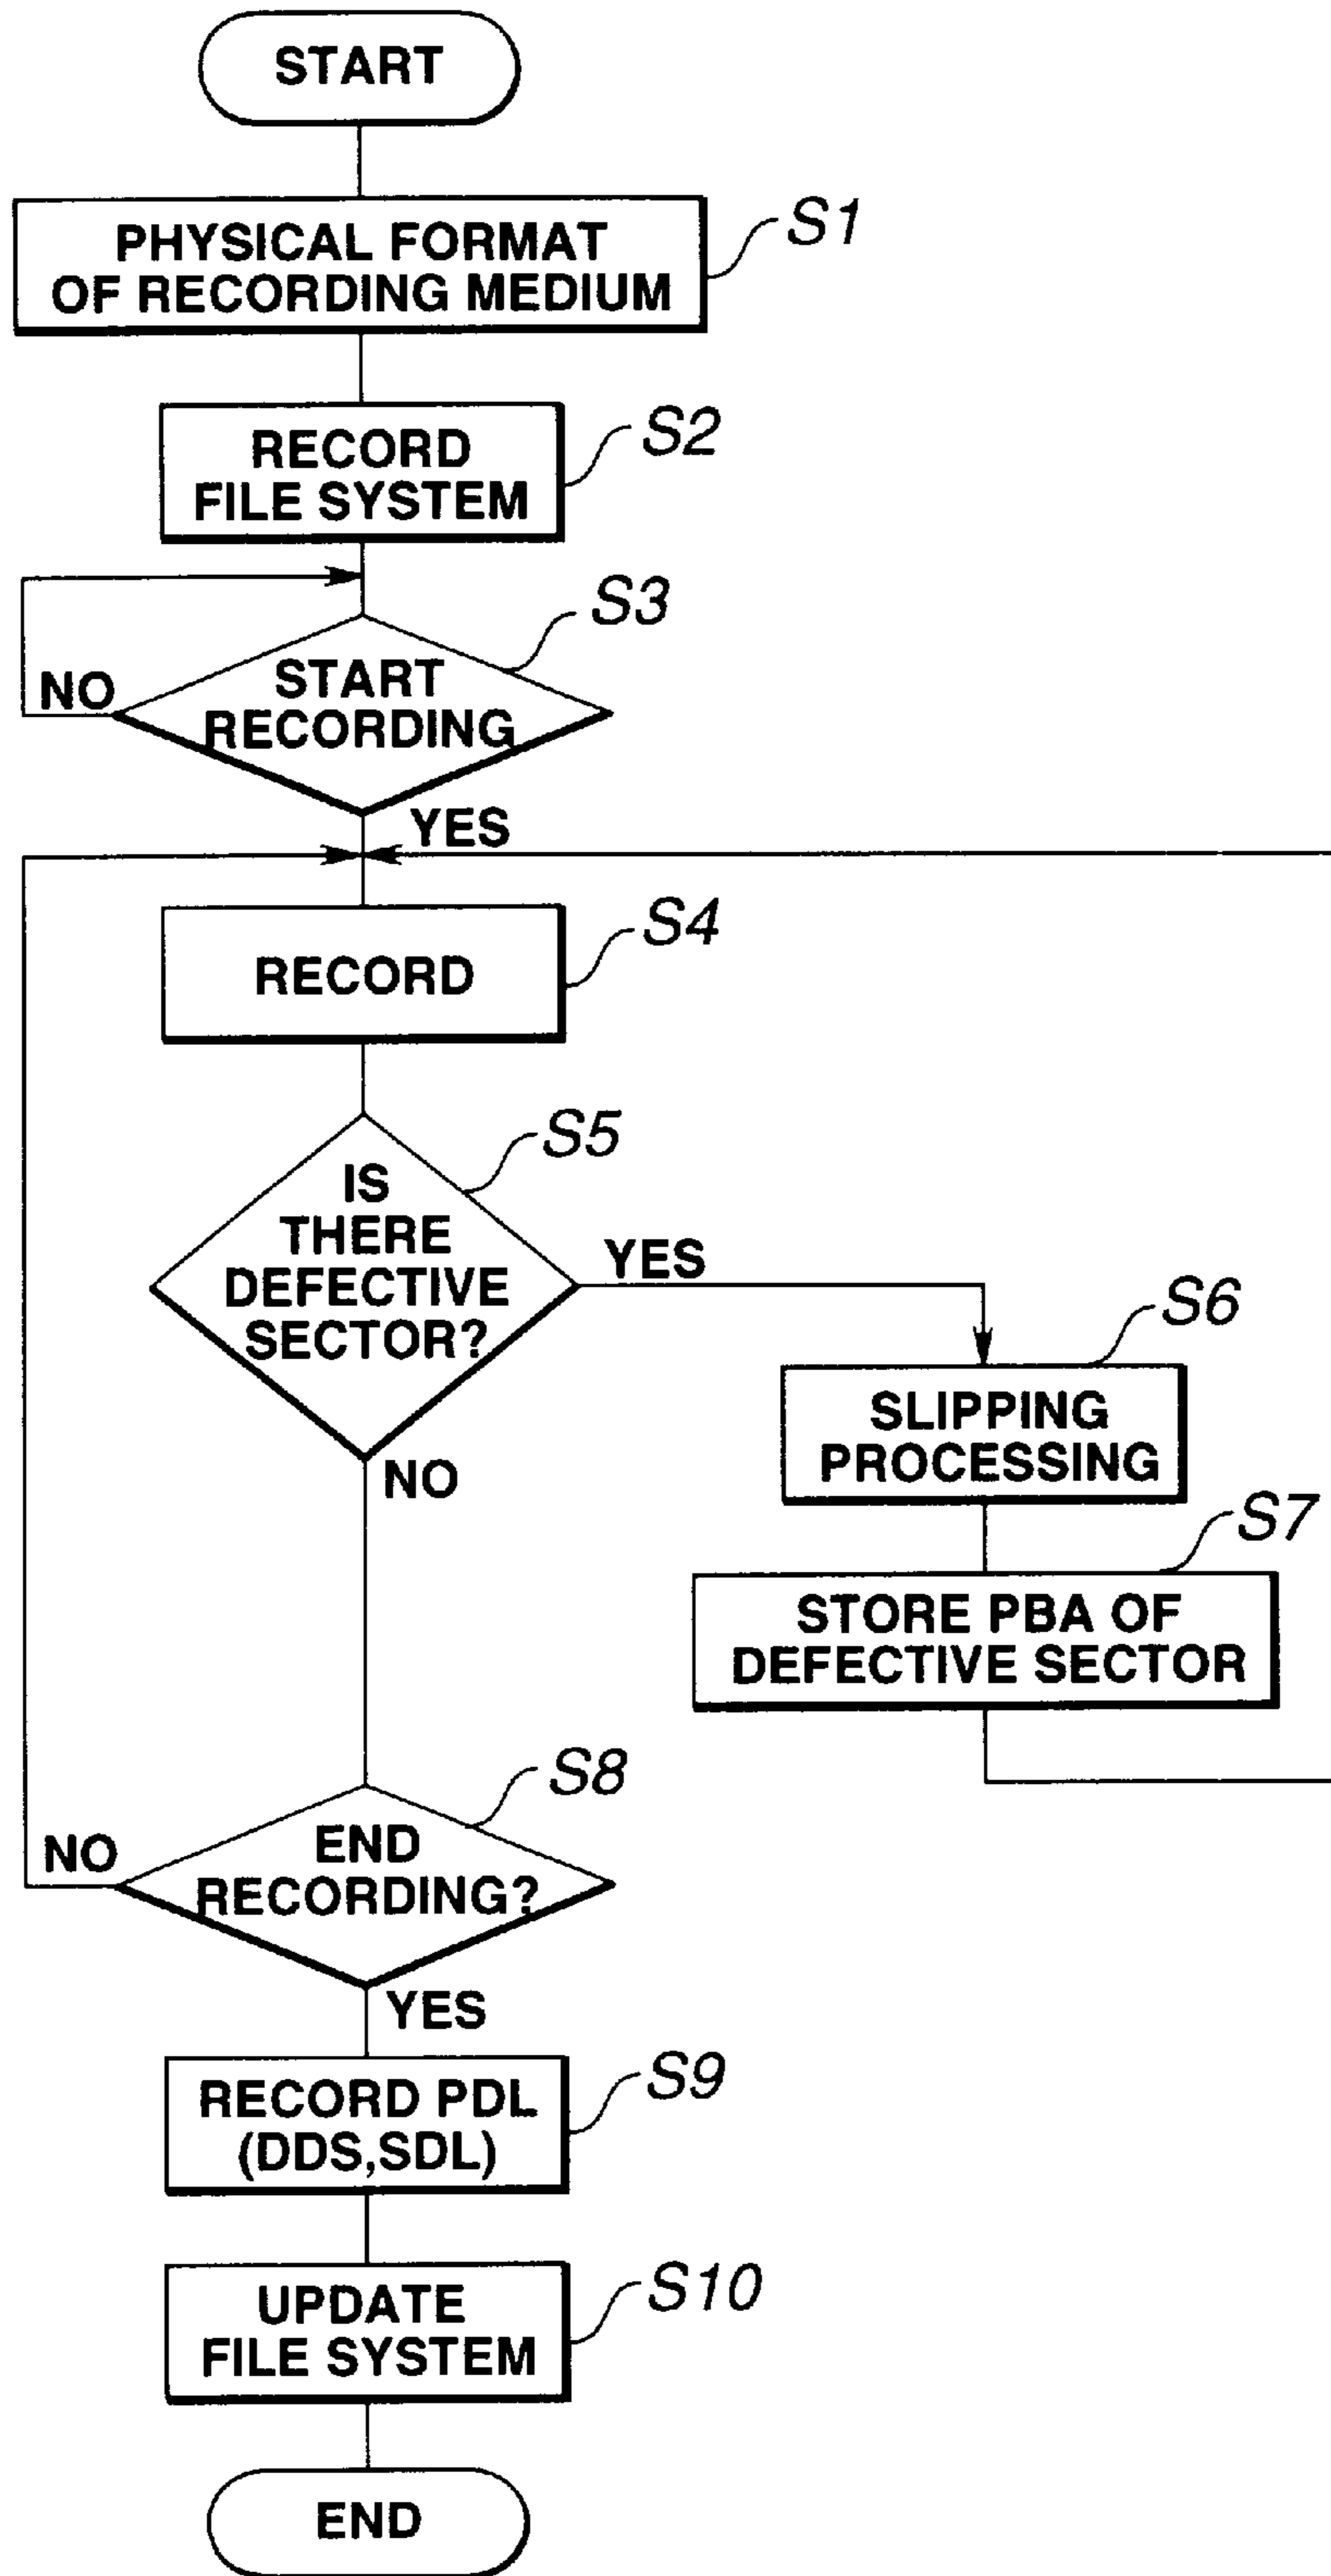 START
PHYSICAL FORMAT
OF RECORDING MEDIUM
S1
RECORD
FILE SYSTEM
S2
START
RECORDING
S3
NO
YES
RECORD
S4
IS
THERE
DEFECTIVE
SECTOR?
S5
YES
NO
SLIPPING
PROCESSING
S6
STORE PBA OF
DEFECTIVE SECTOR
S7
END
RECORDING?
S8
NO
YES
RECORD PDL
(DDS,SDL)
S9
UPDATE
FILE SYSTEM
S10
END